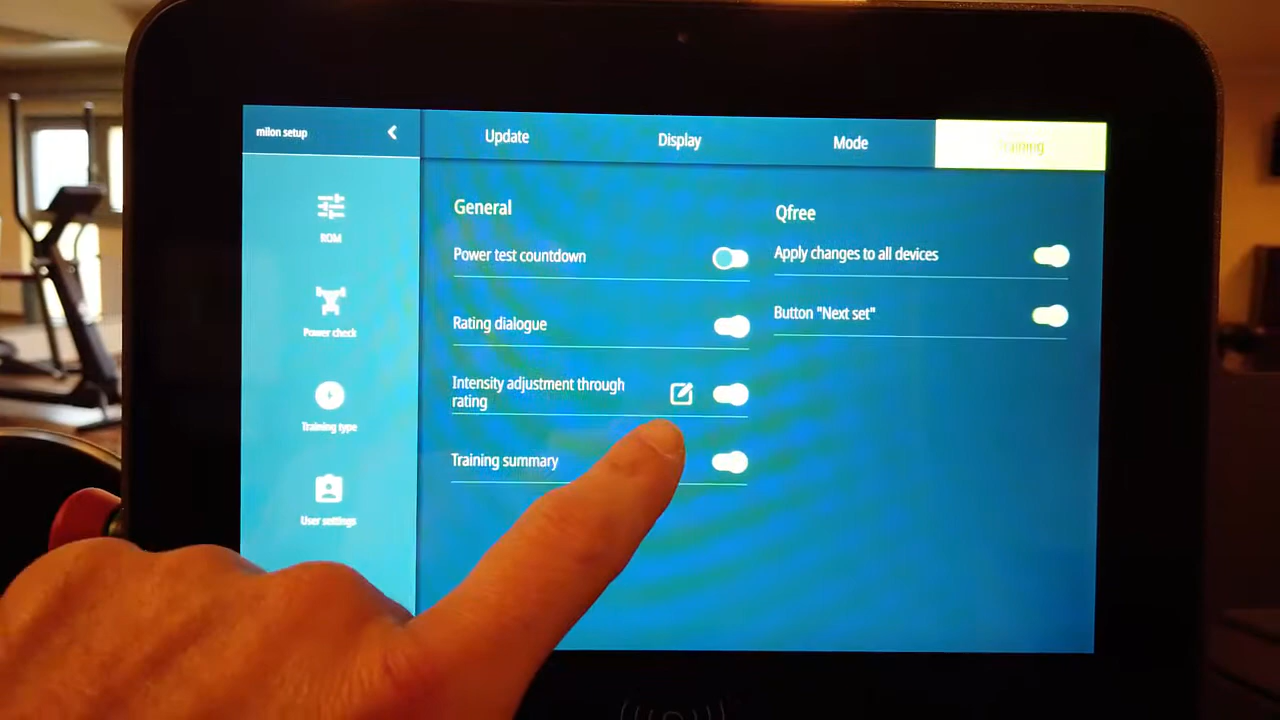 milon setup
Update
Display
Mode
Training
ROM
Power check
Training type
User settings
General
Power test countdown
Rating dialogue
Intensity adjustment through
rating
Training summary
Qfree
Apply changes to all devices
Button "Next set"